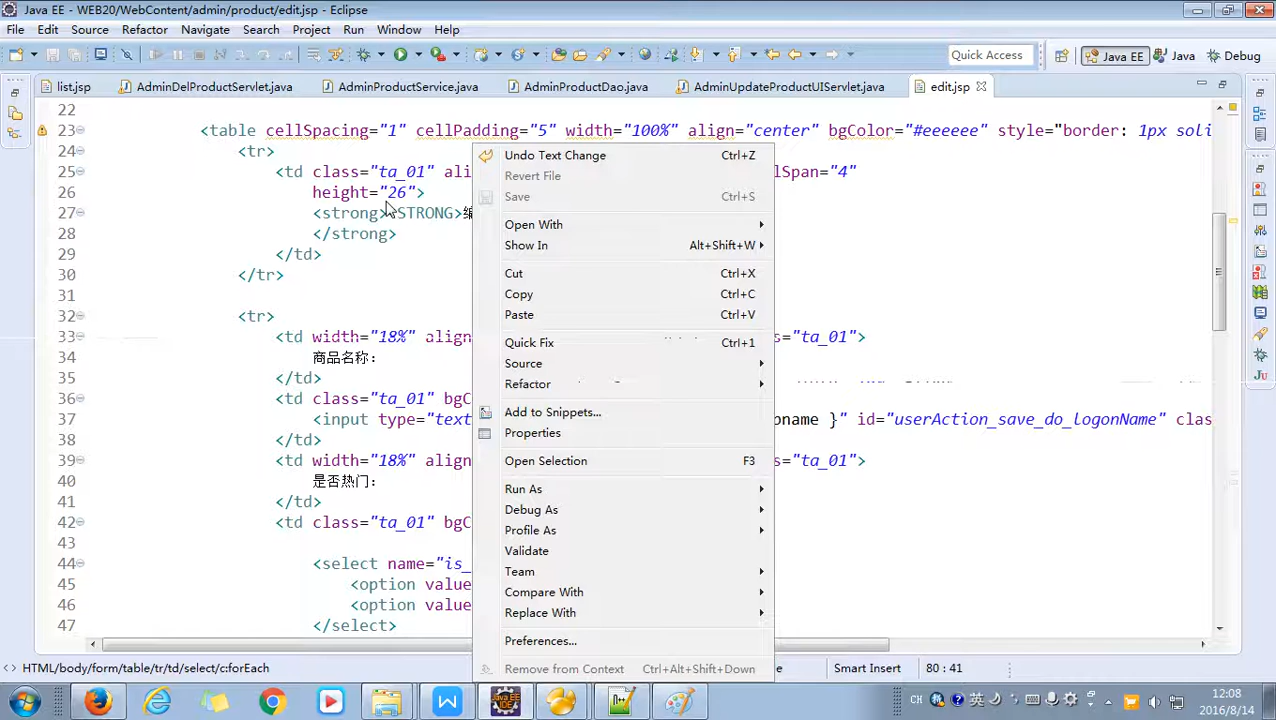 Java EE - WEB20/WebContent/admin/product/edit.jsp - Eclipse
File Edit Source Refactor Navigate Search Project Run Window Help
Quick Access Java EE Java Debug
list.jsp AdminDelProductServlet.java AdminProductService.java AdminProductDao.java AdminUpdateProductUIServlet.java edit.jsp
22
23 <table cellSpacing="1" cellPadding="5" width="100%" align="center" bgColor="#eeeeee" style="border: 1px soli
24 <tr>
25 <td class="ta_01" ali lSpan="4"
26 height="26">
27 <strong><STRONG>编
28 </strong>
29 </td>
30 </tr>
31
32 <tr>
33 <td width="18%" align s="ta_01">
34 商品名称：
35 </td>
36 <td class="ta_01" bgC
37 <input type="text pname }" id="userAction_save_do_logonName" class
38 </td>
39 <td width="18%" align s="ta_01">
40 是否热门：
41 </td>
42 <td class="ta_01" bgC
43
44 <select name="is_
45 <option value
46 <option value
47 </select>
Undo Text Change Ctrl+Z
Revert File
Save Ctrl+S
Open With
Show In Alt+Shift+W
Cut Ctrl+X
Copy Ctrl+C
Paste Ctrl+V
Quick Fix Ctrl+1
Source
Refactor
Add to Snippets...
Properties
Open Selection F3
Run As
Debug As
Profile As
Validate
Team
Compare With
Replace With
Preferences...
Remove from Context Ctrl+Alt+Shift+Down
HTML/body/form/table/tr/td/select/c:forEach Smart Insert 80 : 41
CH 英 12:08
2016/8/14